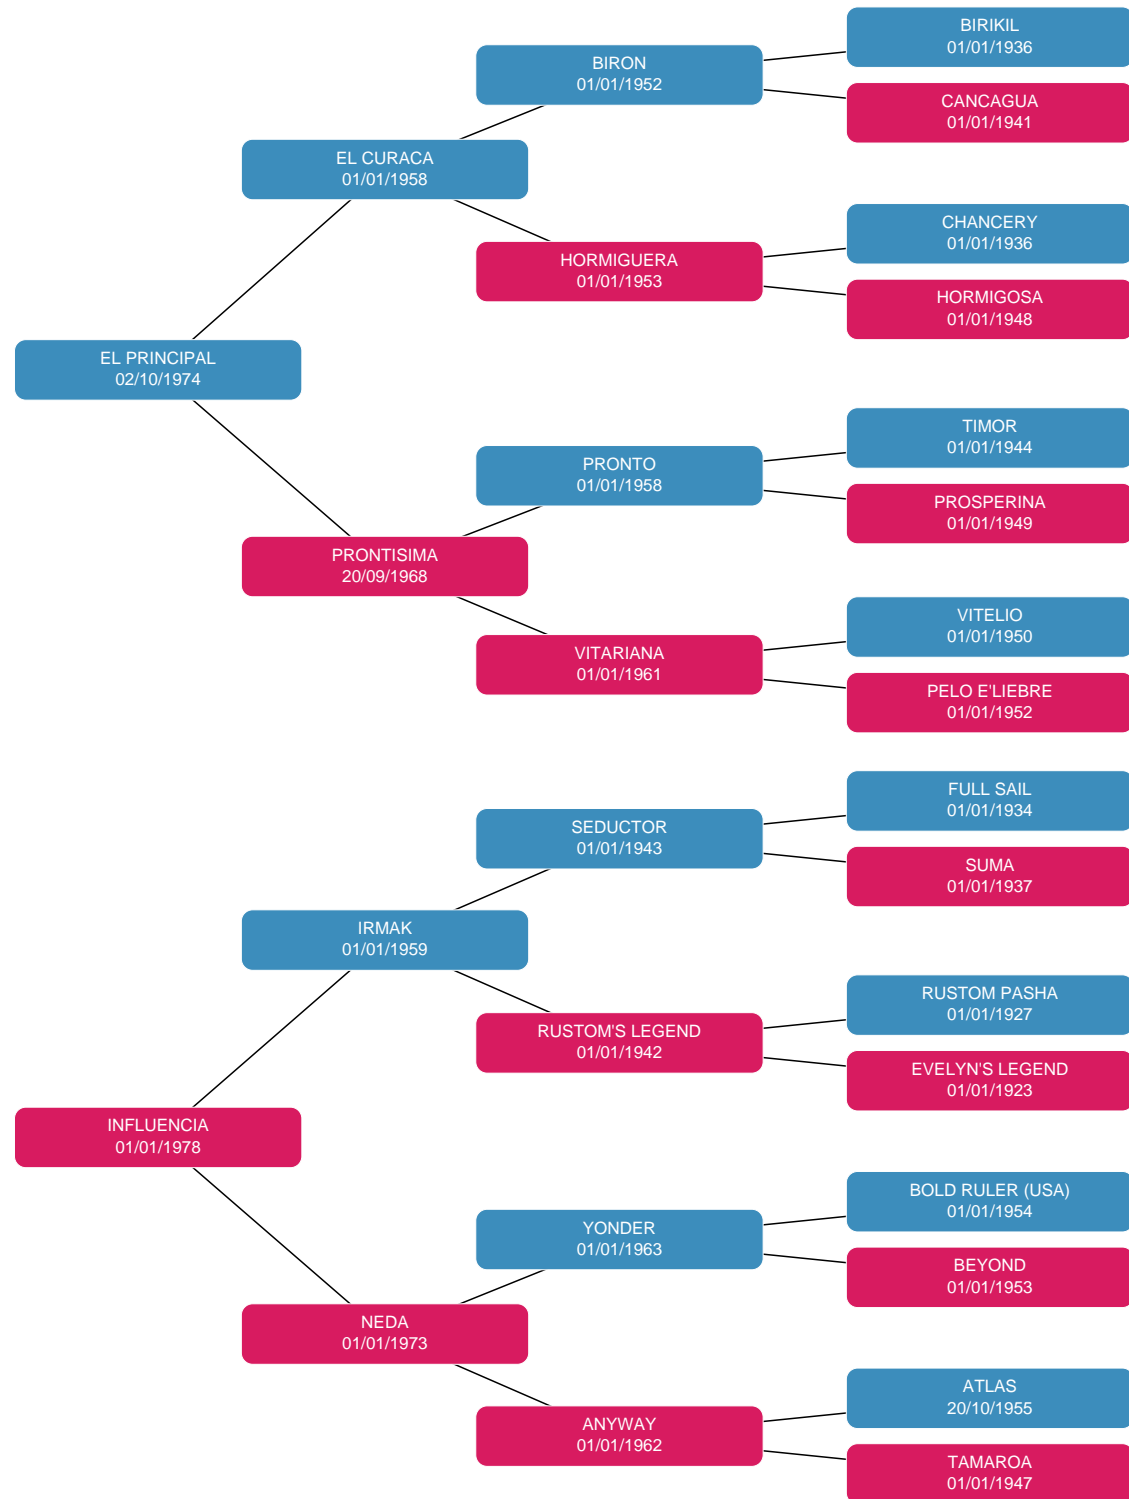 BIRIKIL
01/01/1936
BIRON
01/01/1952
CANCAGUA
01/01/1941
EL CURACA
01/01/1958
CHANCERY
01/01/1936
HORMIGUERA
01/01/1953
HORMIGOSA
01/01/1948
EL PRINCIPAL
02/10/1974
TIMOR
01/01/1944
PRONTO
01/01/1958
PROSPERINA
01/01/1949
PRONTISIMA
20/09/1968
VITELIO
01/01/1950
VITARIANA
01/01/1961
PELO E'LIEBRE
01/01/1952
FULL SAIL
01/01/1934
SEDUCTOR
01/01/1943
SUMA
01/01/1937
IRMAK
01/01/1959
RUSTOM PASHA
01/01/1927
RUSTOM'S LEGEND
01/01/1942
EVELYN'S LEGEND
01/01/1923
INFLUENCIA
01/01/1978
BOLD RULER (USA)
01/01/1954
YONDER
01/01/1963
BEYOND
01/01/1953
NEDA
01/01/1973
ATLAS
20/10/1955
ANYWAY
01/01/1962
TAMAROA
01/01/1947